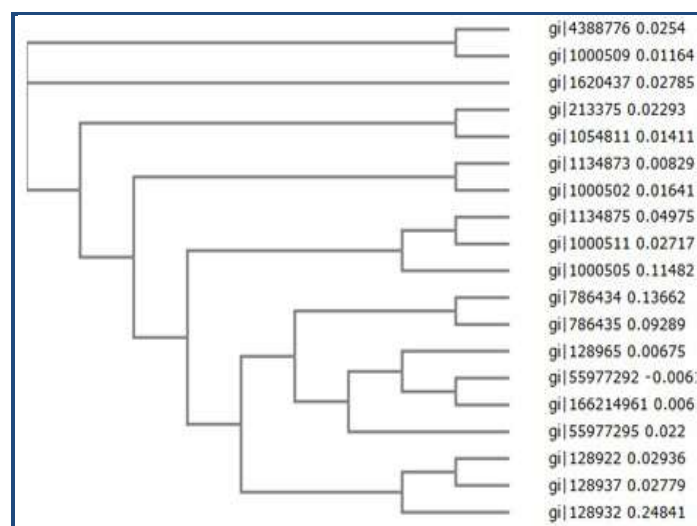 gi|4388776 0.0254
gi|1000509 0.01164
gi|1620437 0.02785
gi|213375 0.02293
gi|1054811 0.01411
gi|1134873 0.00829
gi|1000502 0.01641
gi|1134875 0.04975
gi|1000511 0.02717
gi|1000505 0.11482
gi|786434 0.13662
gi|786435 0.09289
gi|128965 0.00675
gi|55977292 -0.006
gi|166214961 0.006
gi|55977295 0.022
gi|128922 0.02936
gi|128937 0.02779
gi|128932 0.24841